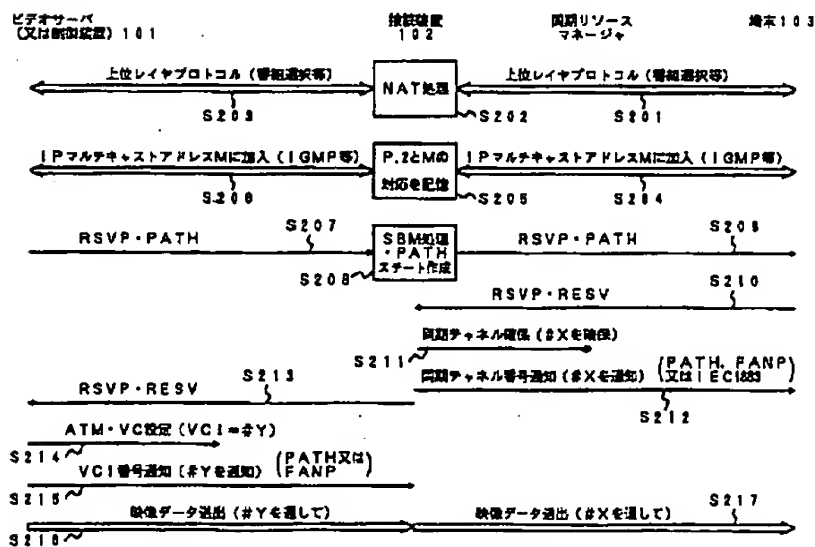 ビデオサーバ
(又は制御装置)101
接続装置
102
同期リソース
マネージャ
端末103
上位レイヤプロトコル(番組選択等)
NAT処理
上位レイヤプロトコル(番組選択等)
S203
S202
S201
IPマルチキャストアドレスMに加入(IGMP等)
P.2とMの
対応を記憶
IPマルチキャストアドレスMに加入(IGMP等)
S206
S205
S204
RSVP・PATH
S207
SBM処理
・PATH
ステート作成
S208
RSVP・PATH
S209
S210
RSVP・RESV
同期チャネル確保(#Xを確保)
S211
同期チャネル番号通知(#Xを通知)
(PATH、FANP
又はIEC1883)
S212
S213
RSVP・RESV
ATM・VC設定(VCI=#Y)
S214
VCI番号通知(#Yを通知)
(PATH又は
FANP)
S215
映像データ送出(#Yを通して)
S216
映像データ送出(#Xを通して)
S217